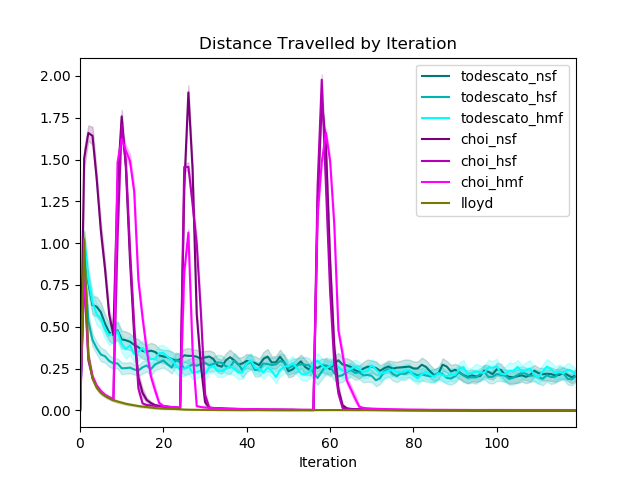 Distance Travelled by Iteration
2.00
1.75
1.50
1.25
1.00
0.75
0.50
0.25
0.00
todescato_nsf
todescato_hsf
todescato_hmf
choi_nsf
choi_hsf
choi_hmf
lloyd
0 20 40 60 80 100
Iteration